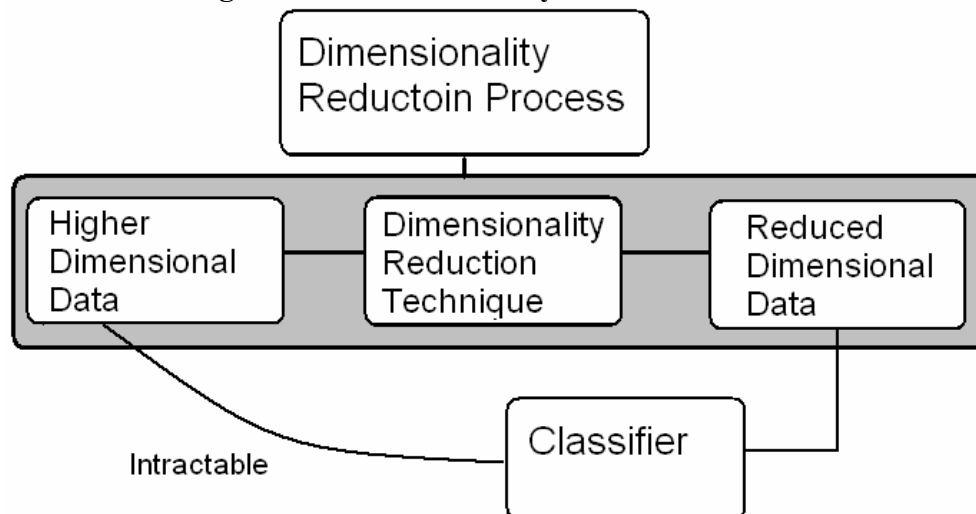 Dimensionality
Reductoin Process
Higher
Dimensional
Data
Dimensionality
Reduction
Technique
Reduced
Dimensional
Data
Classifier
Intractable